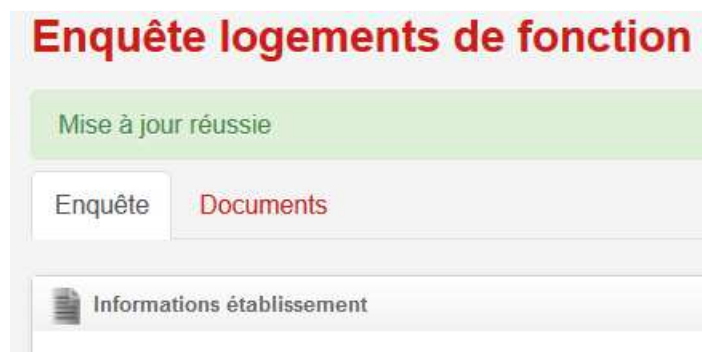 Enquête logements de fonction
Mise à jour réussie
Enquête Documents
Informations établissement